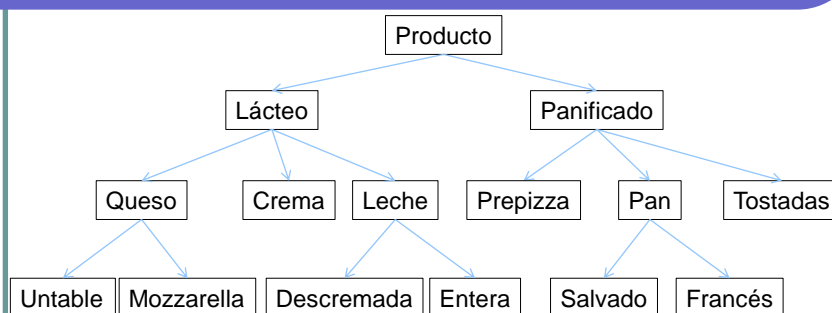 Producto
Lácteo Panificado
Queso Crema Leche Prepizza Pan Tostadas
Untable Mozzarella Descremada Entera Salvado Francés